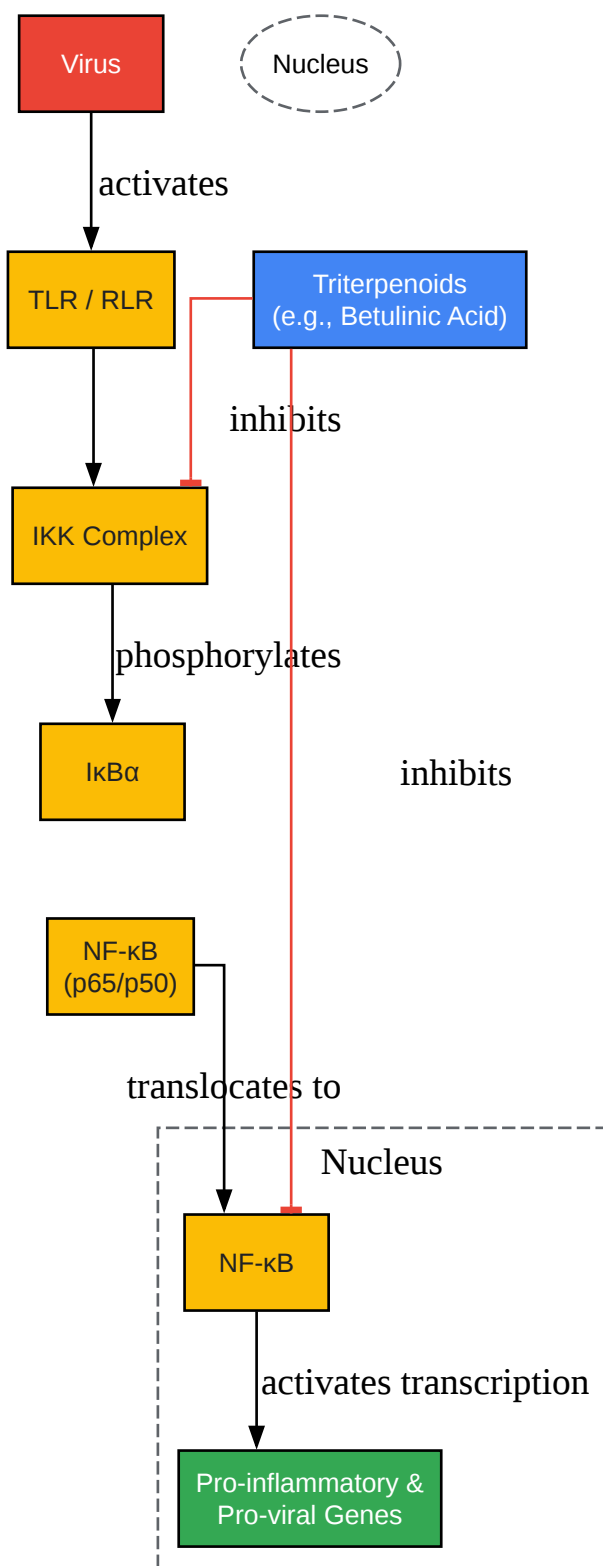 Virus
Nucleus
activates
TLR / RLR
Triterpenoids
(e.g., Betulinic Acid)
inhibits
IKK Complex
phosphorylates
IκBα
inhibits
NF-κB
(p65/p50)
translocates to
Nucleus
NF-κB
activates transcription
Pro-inflammatory &
Pro-viral Genes